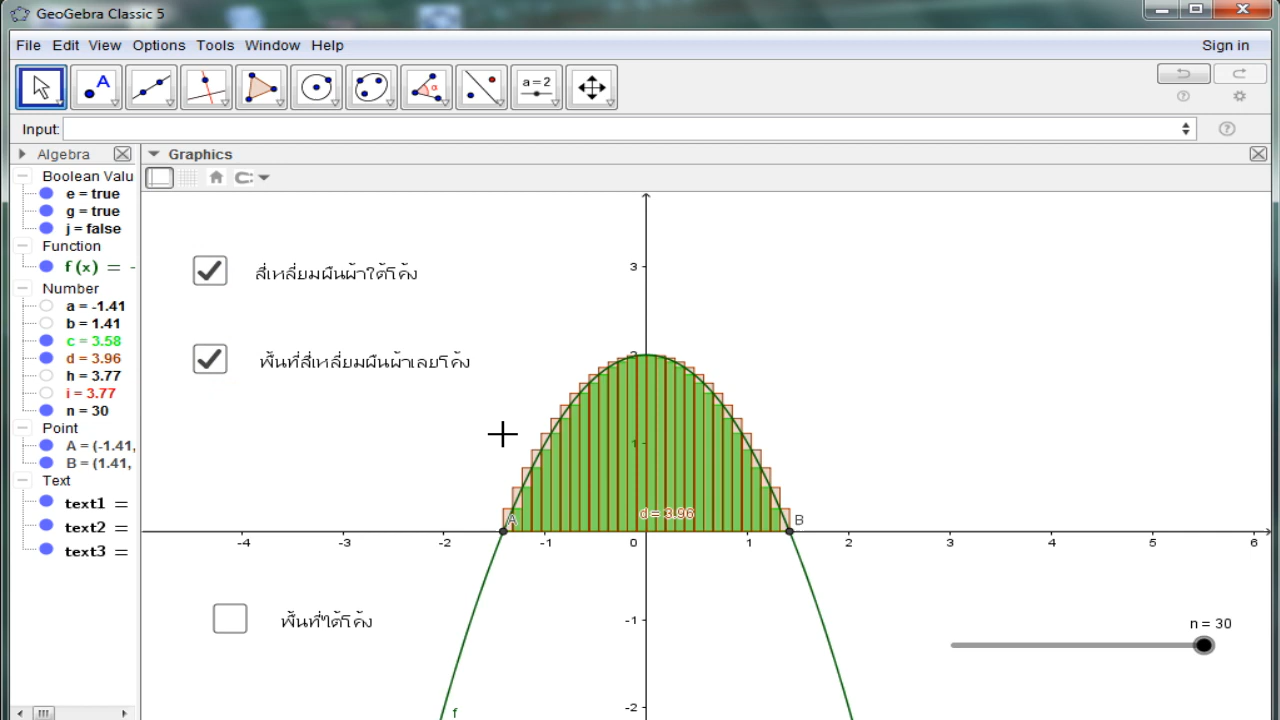 GeoGebra Classic 5
File Edit View Options Tools Window Help Sign in
A α a=2
Input:
Algebra Graphics
Boolean Valu
e = true
g = true
j = false
Function
f(x) = -
Number
a = -1.41
b = 1.41
c = 3.58
d = 3.96
h = 3.77
i = 3.77
n = 30
Point
A = (-1.41,
B = (1.41,
Text
text1 =
text2 =
text3 =
สี่เหลี่ยมผืนผ้าใต้โค้ง
พื้นที่สี่เหลี่ยมผืนผ้าเลยโค้ง
พื้นที่ใต้โค้ง
3
2
1
d = 3.96
A
B
-4 -3 -2 -1 0 1 2 3 4 5 6
-1
n = 30
-2
f